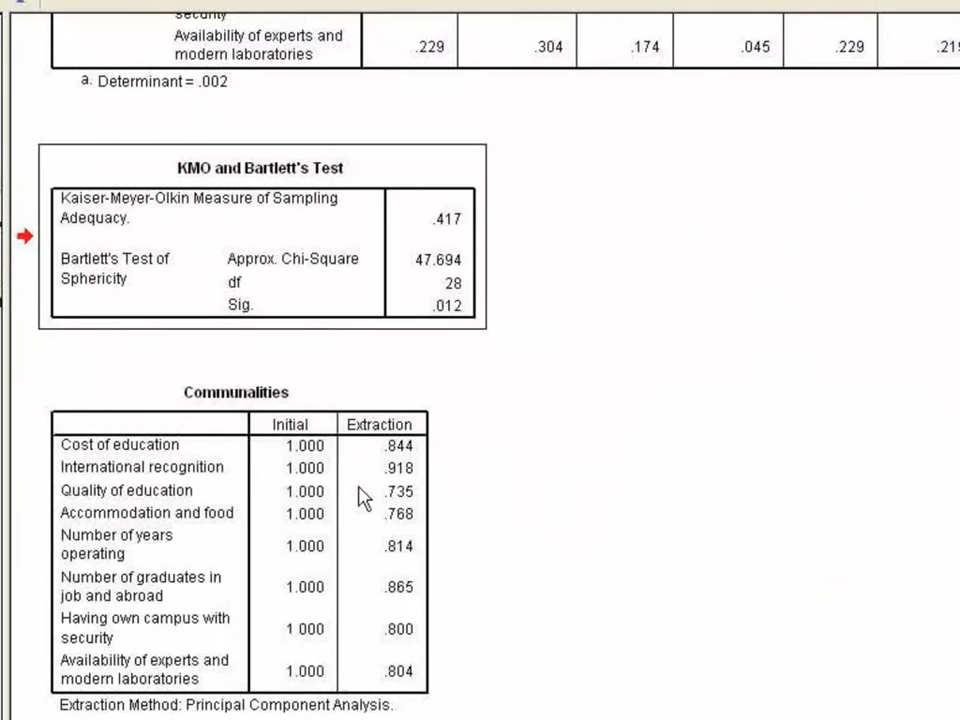 security
Availability of experts and
modern laboratories .229 .304 .174 .045 .229
a. Determinant = .002
KMO and Bartlett's Test
Kaiser-Meyer-Olkin Measure of Sampling
Adequacy. .417
Bartlett's Test of Approx. Chi-Square 47.694
Sphericity df 28
Sig. .012
Communalities
Initial Extraction
Cost of education 1.000 .844
International recognition 1.000 .918
Quality of education 1.000 .735
Accommodation and food 1.000 .768
Number of years
operating 1.000 .814
Number of graduates in
job and abroad 1.000 .865
Having own campus with
security 1.000 .800
Availability of experts and
modern laboratories 1.000 .804
Extraction Method: Principal Component Analysis.